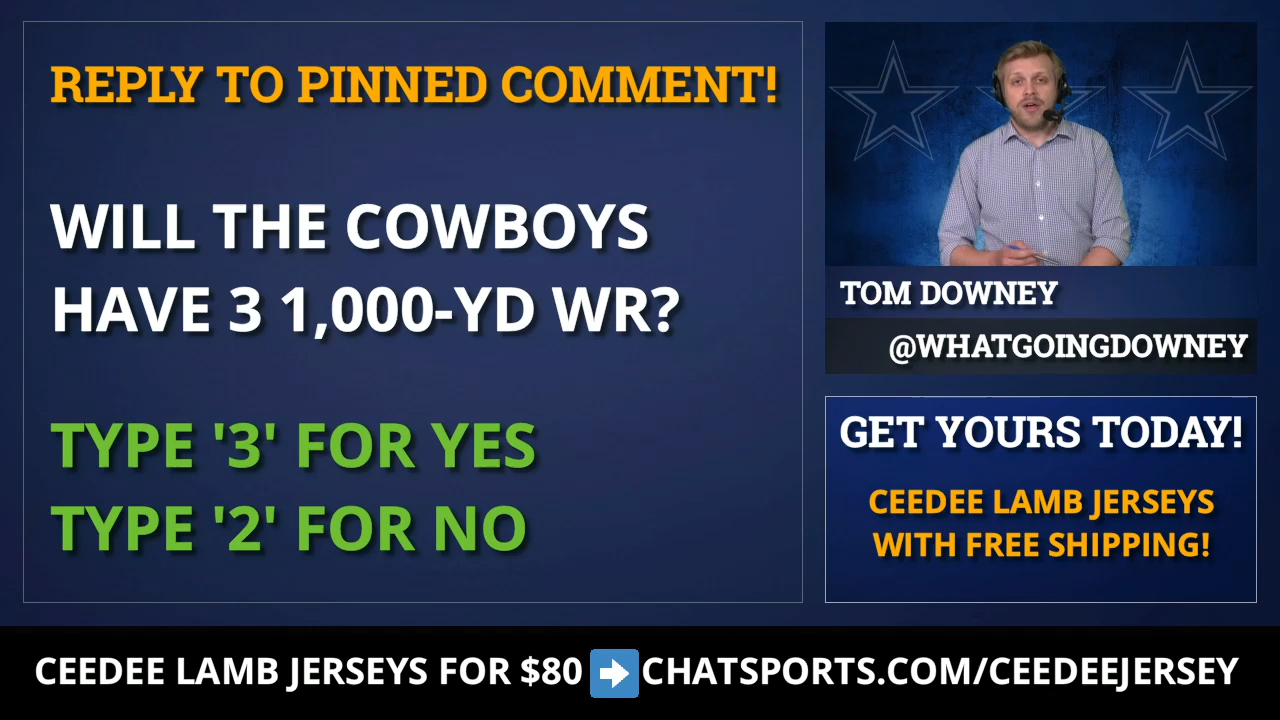 REPLY TO PINNED COMMENT!
WILL THE COWBOYS
HAVE 3 1,000-YD WR?
TYPE '3' FOR YES
TYPE '2' FOR NO
TOM DOWNEY
@WHATGOINGDOWNEY
GET YOURS TODAY!
CEEDEE LAMB JERSEYS
WITH FREE SHIPPING!
CEEDEE LAMB JERSEYS FOR $80 ➡ CHATSPORTS.COM/CEEDEEJERSEY